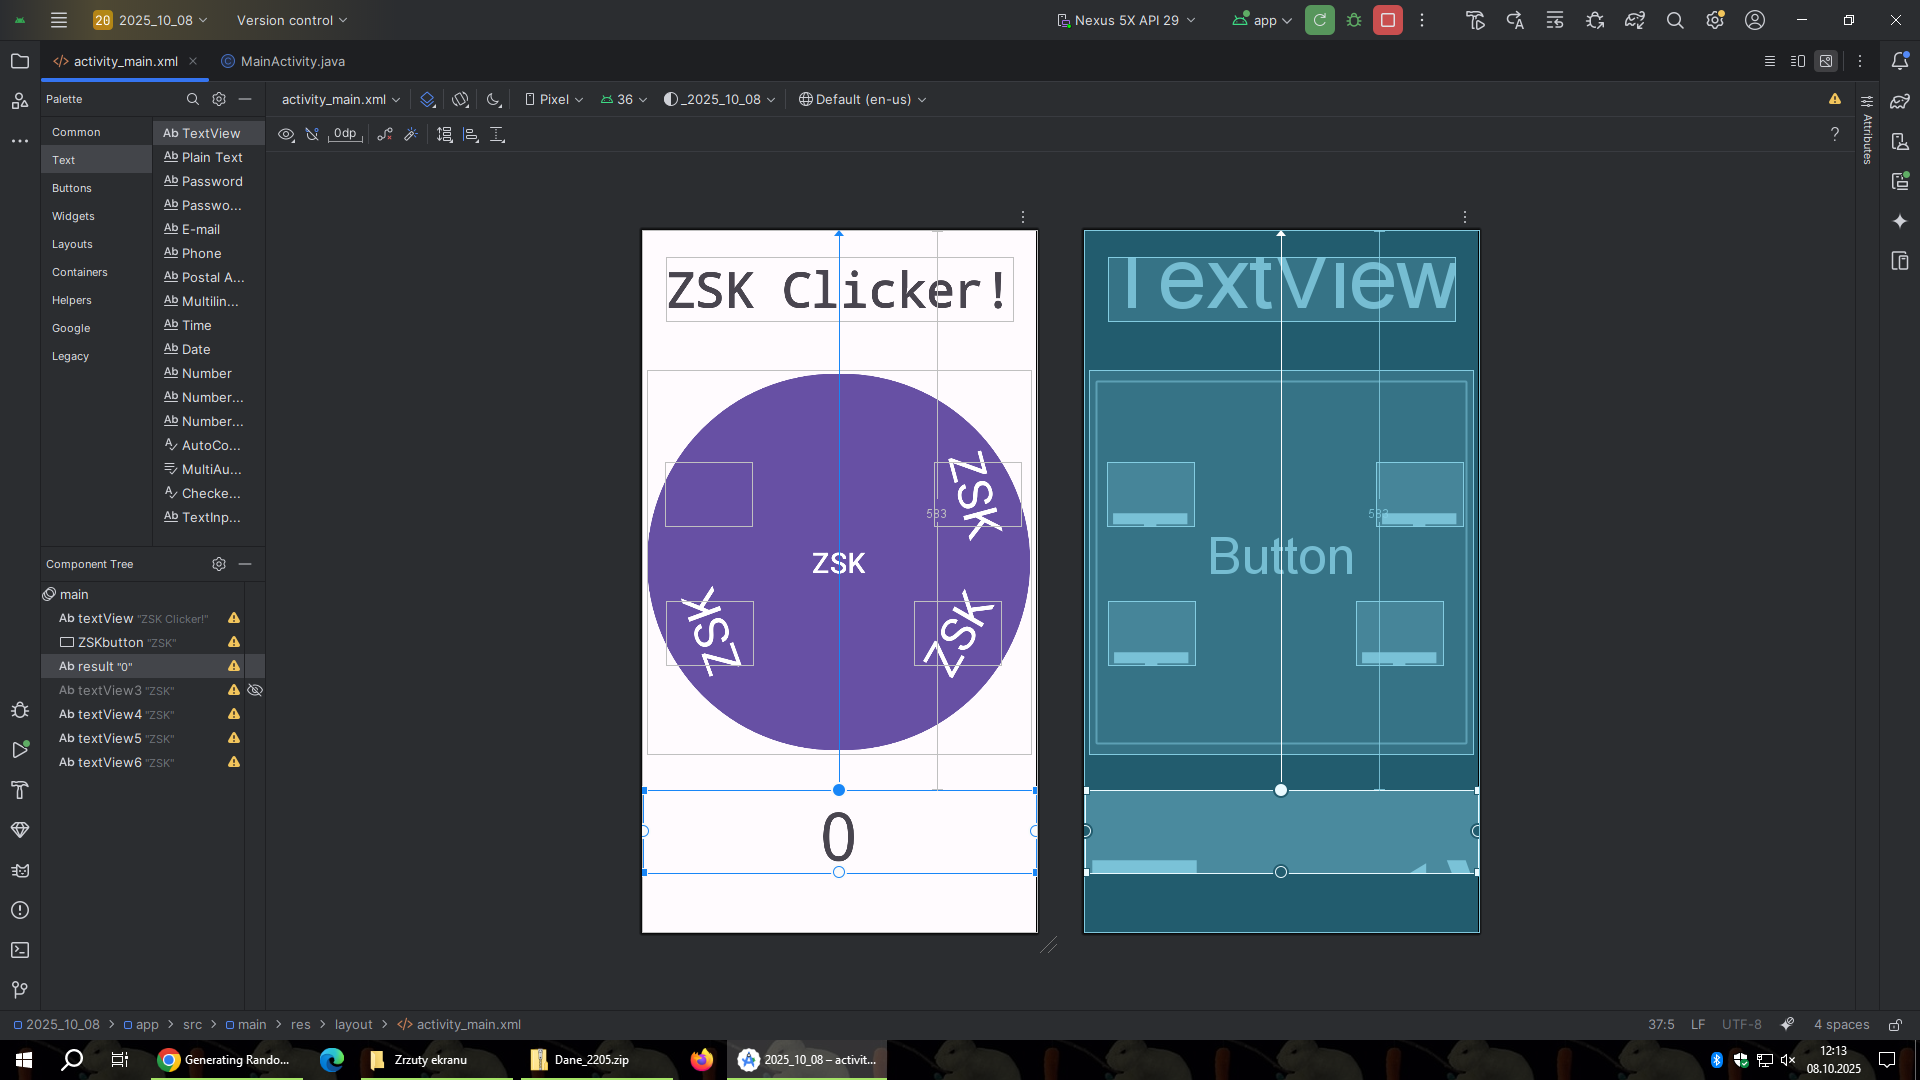 20 2025_10_08
Version control
Nexus 5X API 29
app
activity_main.xml
MainActivity.java
Palette
activity_main.xml
Pixel
36
_2025_10_08
Default (en-us)
0dp
?
Attributes
Common
Text
Buttons
Widgets
Layouts
Containers
Helpers
Google
Legacy
Ab TextView
Ab Plain Text
Ab Password
Ab Passwo...
Ab E-mail
Ab Phone
Ab Postal A...
Ab Multilin...
Ab Time
Ab Date
Ab Number
Ab Number...
Ab Number...
AutoCo...
MultiAu...
Checke...
Ab TextInp...
Component Tree
main
Ab textView "ZSK Clicker!"
ZSKbutton "ZSK"
Ab result "0"
Ab textView3 "ZSK"
Ab textView4 "ZSK"
Ab textView5 "ZSK"
Ab textView6 "ZSK"
ZSK Clicker!
ZSK
583
ZSK
ZSK
ZSK
0
TextView
583
Button
2025_10_08 > app > src > main > res > layout > activity_main.xml
37:5
LF
UTF-8
4 spaces
Generating Rando...
Zrzuty ekranu
Dane_2205.zip
2025_10_08 – activit...
12:13
08.10.2025